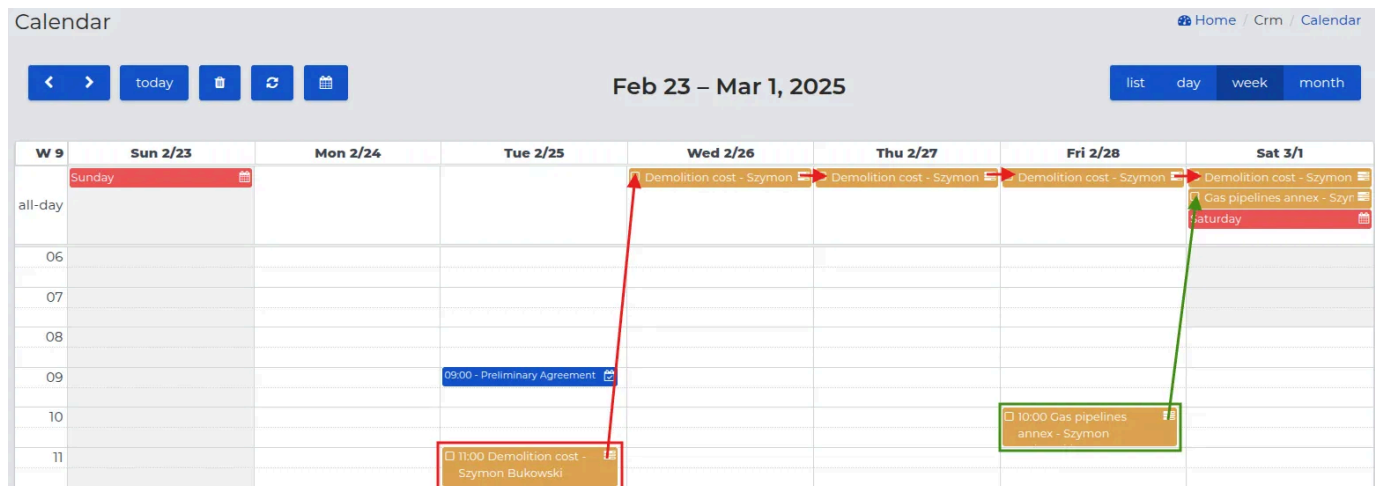 Calendar
Home / Crm / Calendar
today
Feb 23 – Mar 1, 2025
list day week month
W 9 Sun 2/23 Mon 2/24 Tue 2/25 Wed 2/26 Thu 2/27 Fri 2/28 Sat 3/1
all-day
Sunday
Demolition cost - Szymon
Demolition cost - Szymon
Demolition cost - Szymon
Demolition cost - Szymon
Gas pipelines annex - Szyr
Saturday
06
07
08
09
09:00 - Preliminary Agreement
10
10:00 Gas pipelines
annex - Szymon
11
11:00 Demolition cost -
Szymon Bukowski